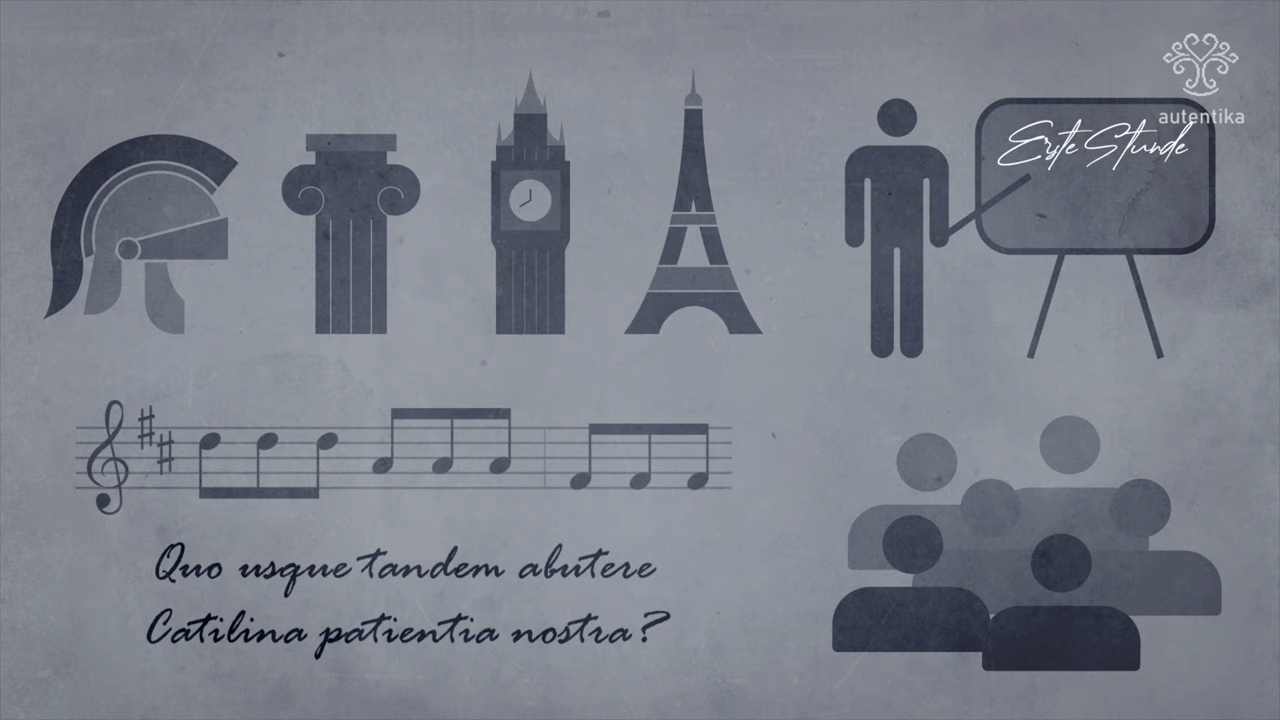 autentika
Erste Stunde
Quo usque tandem abutere
Catilina patientia nostra?